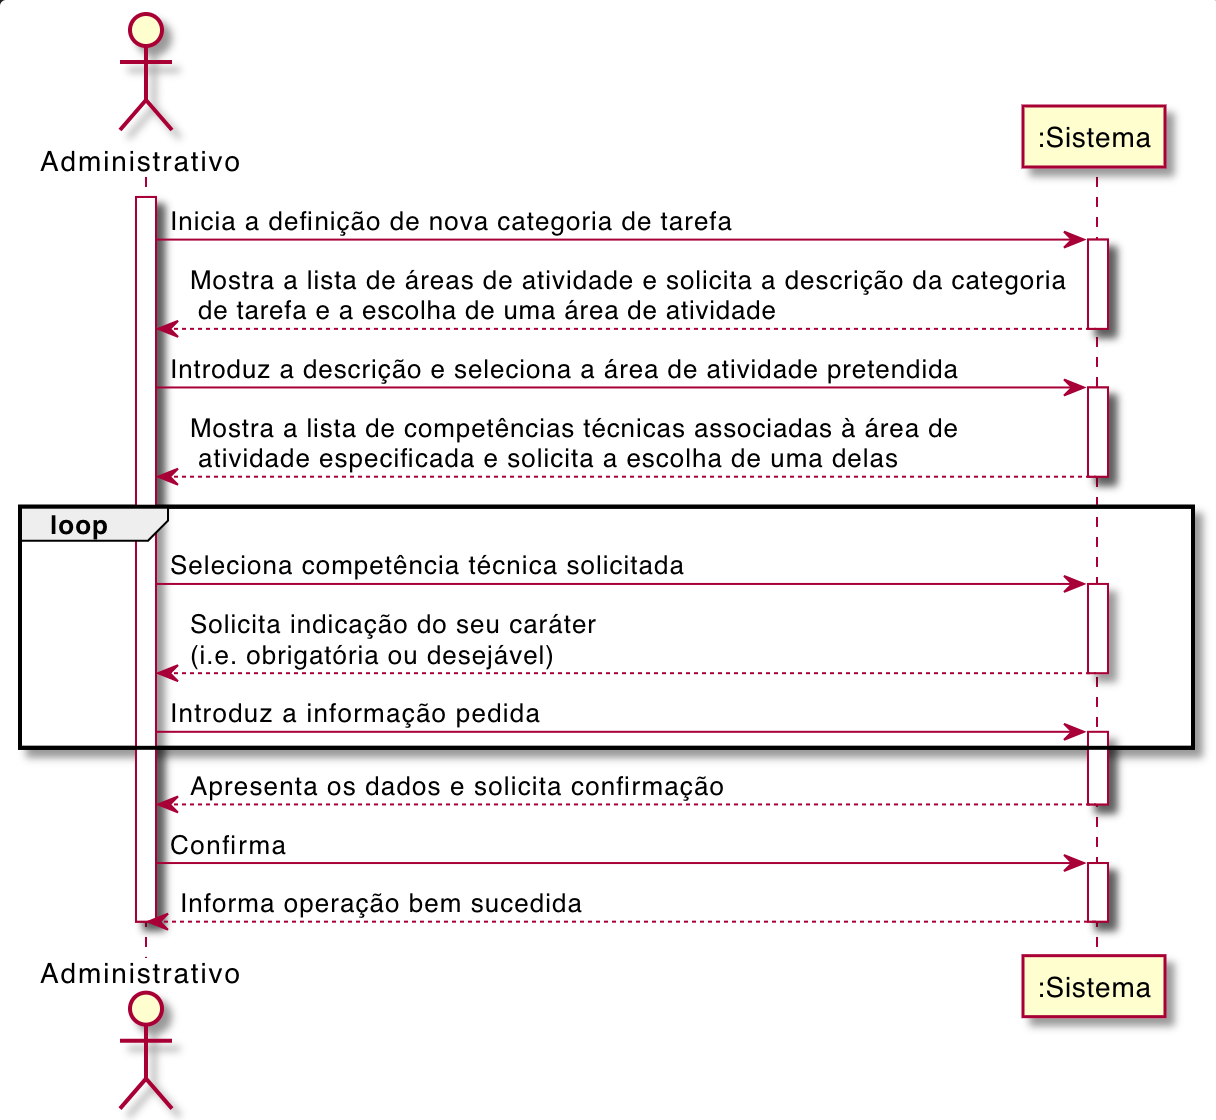 Administrativo
:Sistema
Inicia a definição de nova categoria de tarefa
Mostra a lista de áreas de atividade e solicita a descrição da categoria
de tarefa e a escolha de uma área de atividade
Introduz a descrição e seleciona a área de atividade pretendida
Mostra a lista de competências técnicas associadas à área de
atividade especificada e solicita a escolha de uma delas
loop
Seleciona competência técnica solicitada
Solicita indicação do seu caráter
(i.e. obrigatória ou desejável)
Introduz a informação pedida
Apresenta os dados e solicita confirmação
Confirma
Informa operação bem sucedida
Administrativo
:Sistema